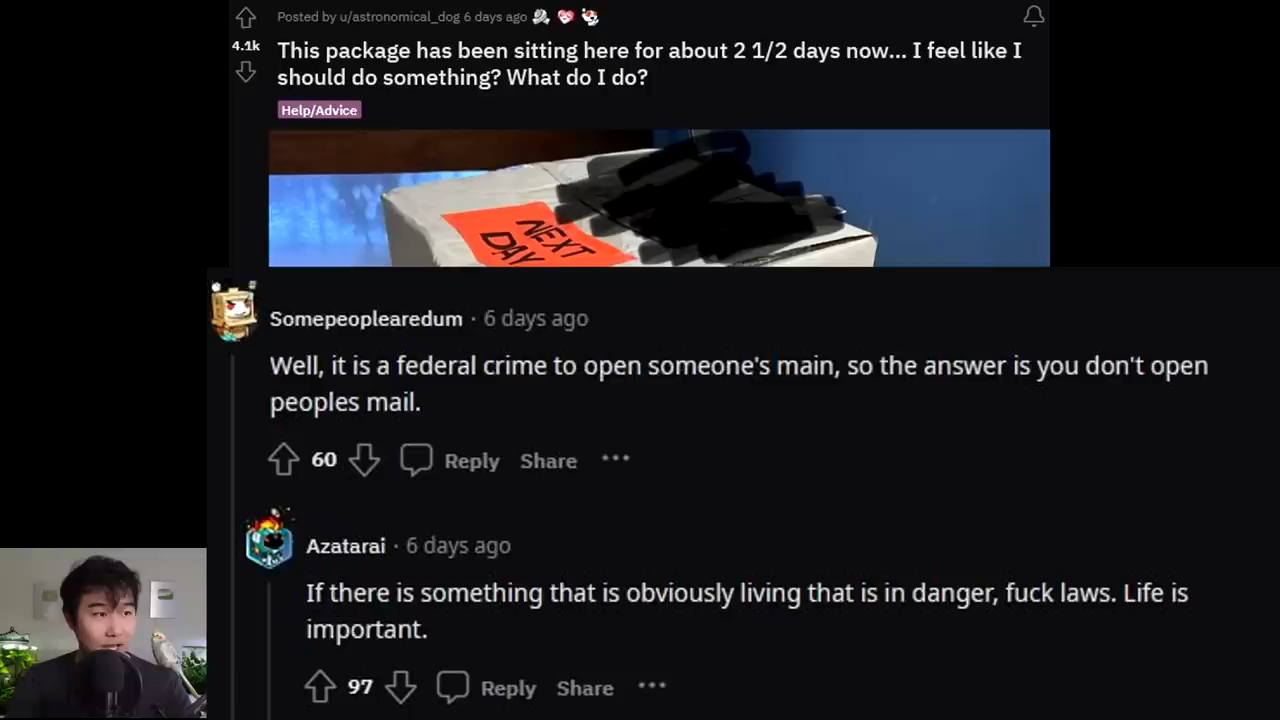 Posted by u/astronomical_dog 6 days ago
4.1k
This package has been sitting here for about 2 1/2 days now... I feel like I
should do something? What do I do?
Help/Advice
NEXT
DAY
Somepeoplearedum · 6 days ago
Well, it is a federal crime to open someone's main, so the answer is you don't open
peoples mail.
60 Reply Share ...
Azatarai · 6 days ago
If there is something that is obviously living that is in danger, fuck laws. Life is
important.
97 Reply Share ...